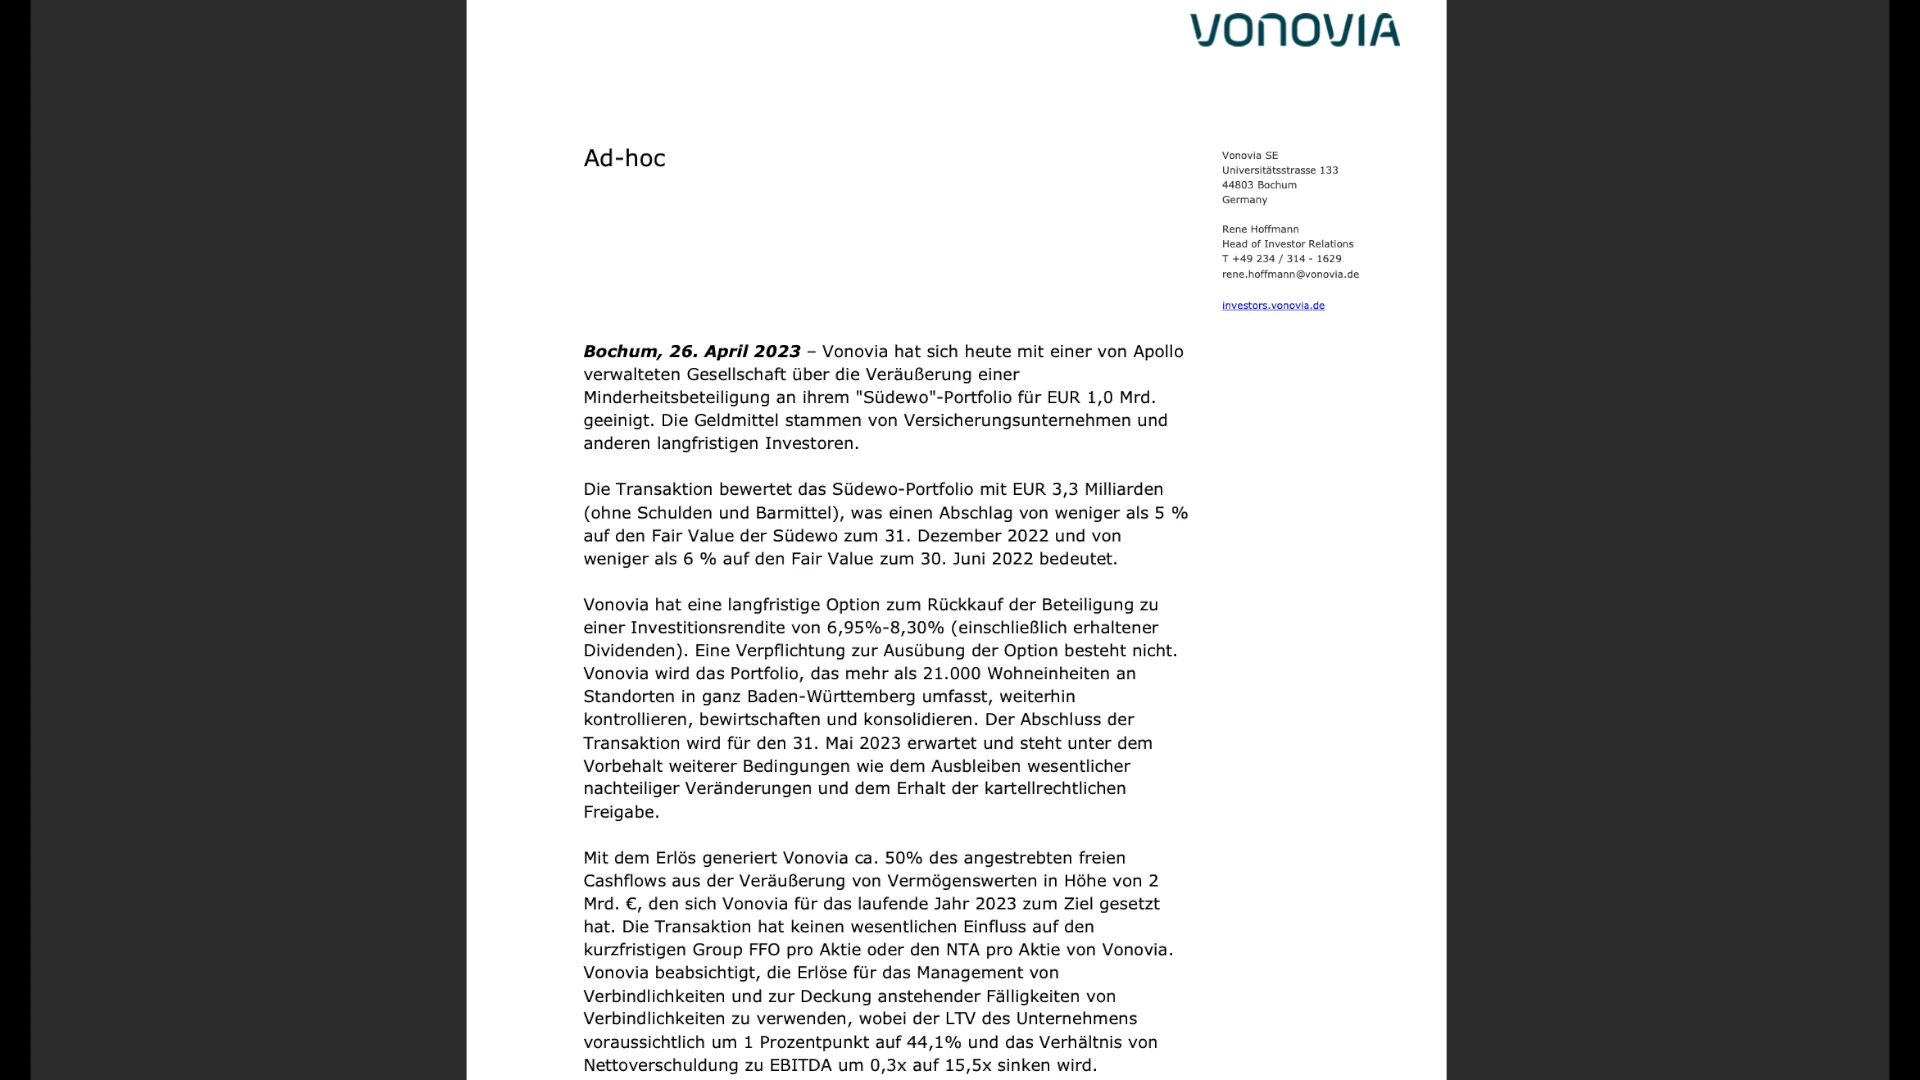 VONOVIA
Ad-hoc
Vonovia SE
Universitätsstrasse 133
44803 Bochum
Germany
Rene Hoffmann
Head of Investor Relations
T +49 234 / 314 - 1629
rene.hoffmann@vonovia.de
investors.vonovia.de
Bochum, 26. April 2023 – Vonovia hat sich heute mit einer von Apollo
verwalteten Gesellschaft über die Veräußerung einer
Minderheitsbeteiligung an ihrem "Südewo"-Portfolio für EUR 1,0 Mrd.
geeinigt. Die Geldmittel stammen von Versicherungsunternehmen und
anderen langfristigen Investoren.
Die Transaktion bewertet das Südewo-Portfolio mit EUR 3,3 Milliarden
(ohne Schulden und Barmittel), was einen Abschlag von weniger als 5 %
auf den Fair Value der Südewo zum 31. Dezember 2022 und von
weniger als 6 % auf den Fair Value zum 30. Juni 2022 bedeutet.
Vonovia hat eine langfristige Option zum Rückkauf der Beteiligung zu
einer Investitionsrendite von 6,95%-8,30% (einschließlich erhaltener
Dividenden). Eine Verpflichtung zur Ausübung der Option besteht nicht.
Vonovia wird das Portfolio, das mehr als 21.000 Wohneinheiten an
Standorten in ganz Baden-Württemberg umfasst, weiterhin
kontrollieren, bewirtschaften und konsolidieren. Der Abschluss der
Transaktion wird für den 31. Mai 2023 erwartet und steht unter dem
Vorbehalt weiterer Bedingungen wie dem Ausbleiben wesentlicher
nachteiliger Veränderungen und dem Erhalt der kartellrechtlichen
Freigabe.
Mit dem Erlös generiert Vonovia ca. 50% des angestrebten freien
Cashflows aus der Veräußerung von Vermögenswerten in Höhe von 2
Mrd. €, den sich Vonovia für das laufende Jahr 2023 zum Ziel gesetzt
hat. Die Transaktion hat keinen wesentlichen Einfluss auf den
kurzfristigen Group FFO pro Aktie oder den NTA pro Aktie von Vonovia.
Vonovia beabsichtigt, die Erlöse für das Management von
Verbindlichkeiten und zur Deckung anstehender Fälligkeiten von
Verbindlichkeiten zu verwenden, wobei der LTV des Unternehmens
voraussichtlich um 1 Prozentpunkt auf 44,1% und das Verhältnis von
Nettoverschuldung zu EBITDA um 0,3x auf 15,5x sinken wird.